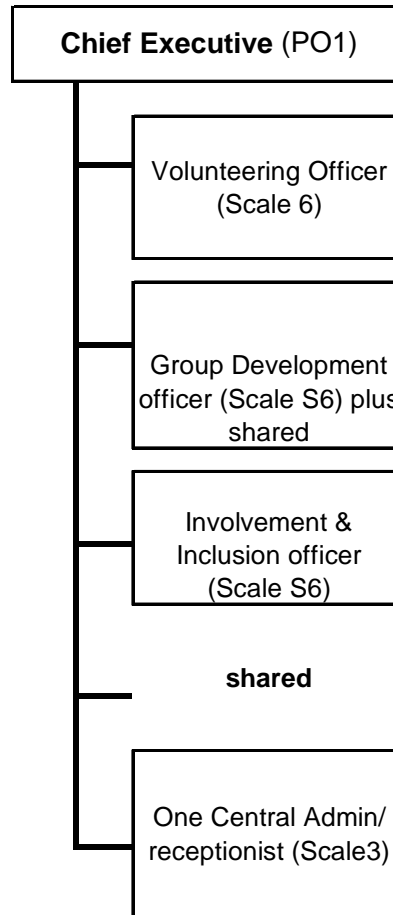 Chief Executive (PO1)
Volunteering Officer
(Scale 6)
Group Development
officer (Scale S6) plus
shared
Involvement &
Inclusion officer
(Scale S6)
shared
One Central Admin/
receptionist (Scale3)